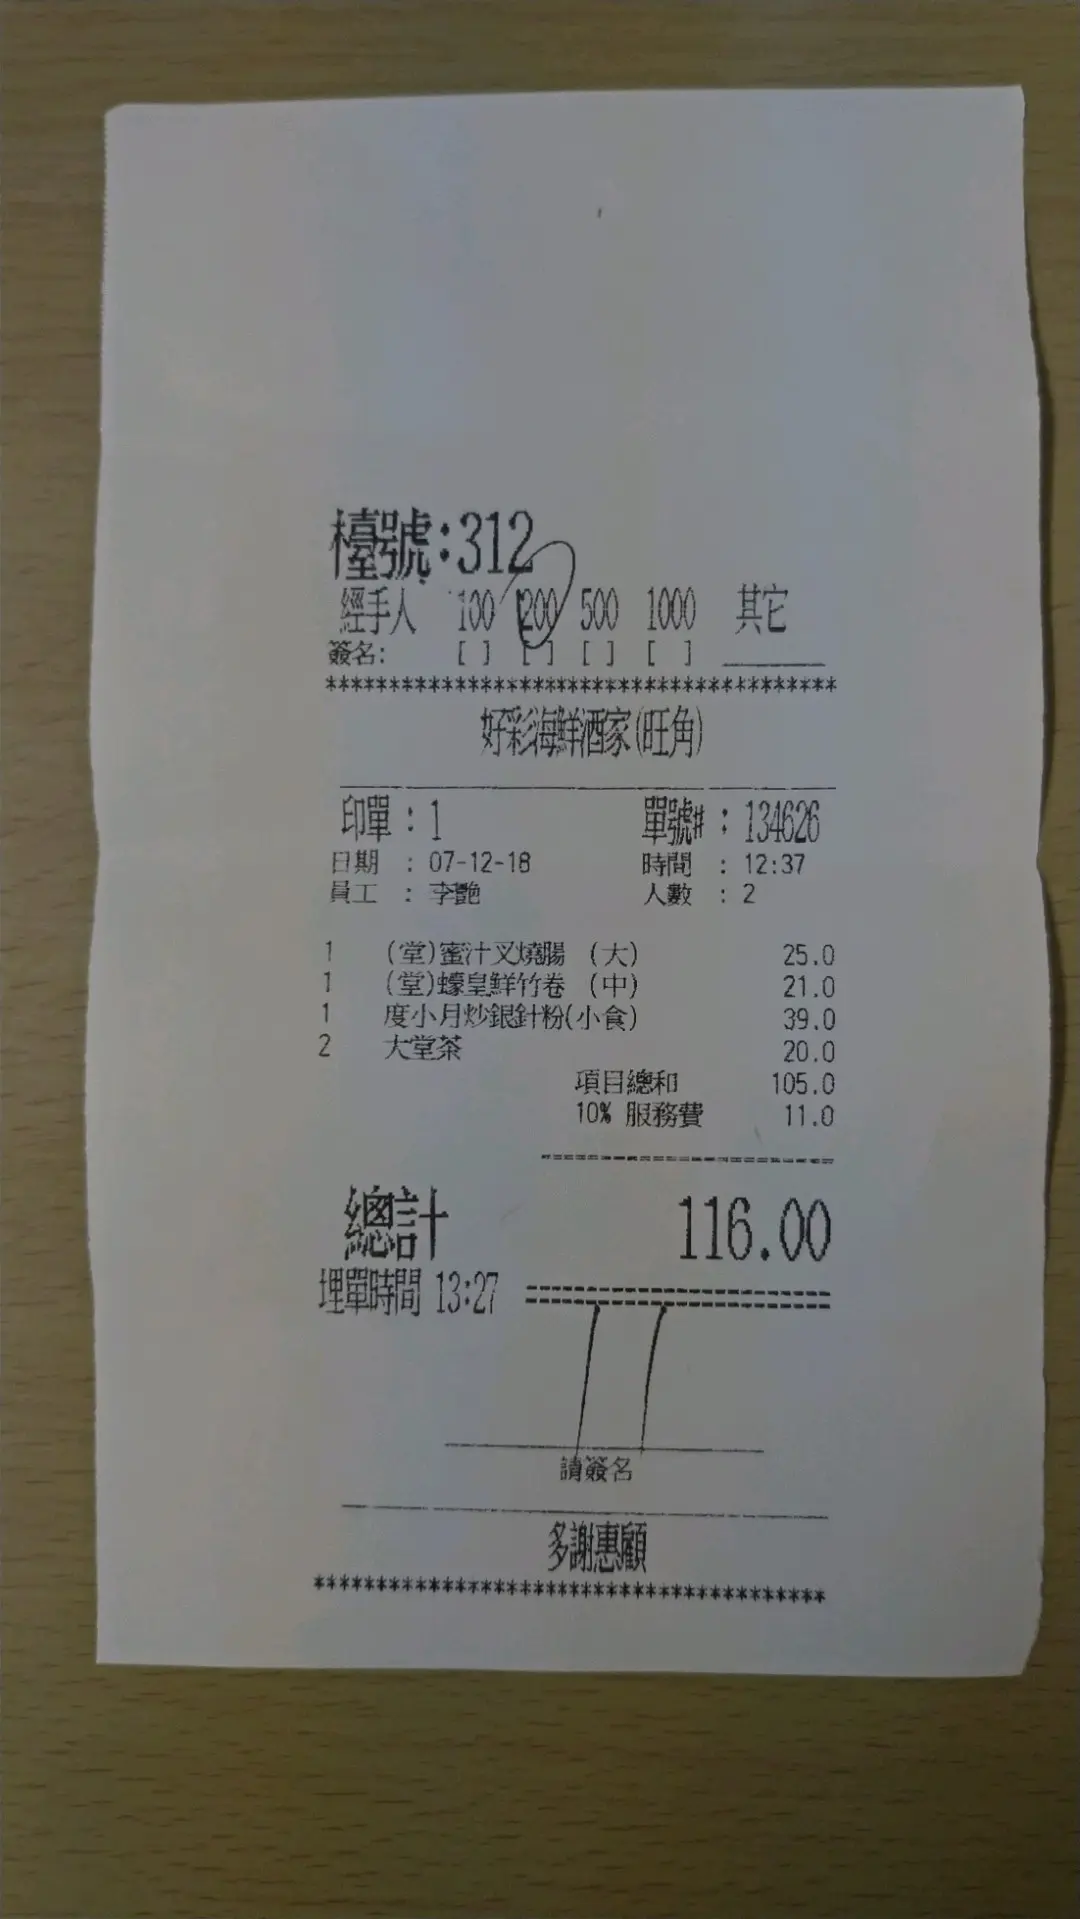 檯號:312
經手人 100 200 500 1000 其它
簽名: [ ] [ ] [ ] [ ]
***************************************
好彩海鮮酒家(旺角)
印單 : 1 單號# : 134626
日期 : 07-12-18 時間 : 12:37
員工 : 李艷 人數 : 2
1 (堂)蜜汁叉燒腸 (大) 25.0
1 (堂)蠔皇鮮竹卷 (中) 21.0
1 度小月炒銀針粉(小食) 39.0
2 大堂茶 20.0
項目總和 105.0
10% 服務費 11.0
總計 116.00
埋單時間 13:27
請簽名
多謝惠顧
***************************************